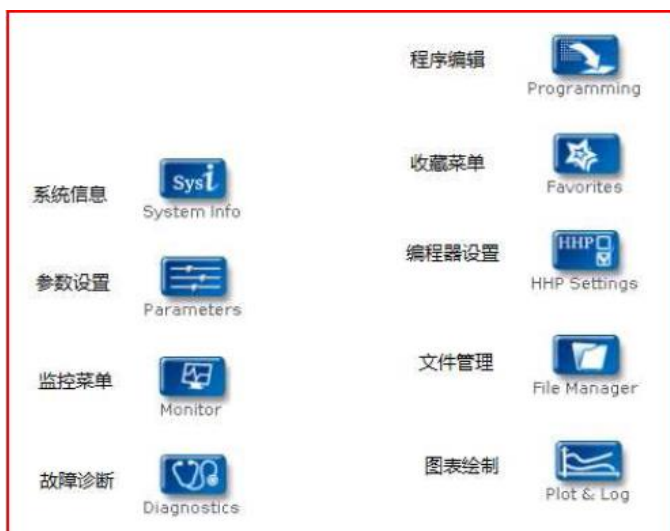 系统信息
Sysi
System Info
参数设置
Parameters
监控菜单
Monitor
故障诊断
Diagnostics
程序编辑
Programming
收藏菜单
Favorites
编程器设置
HHP
HHP Settings
文件管理
File Manager
图表绘制
Plot & Log